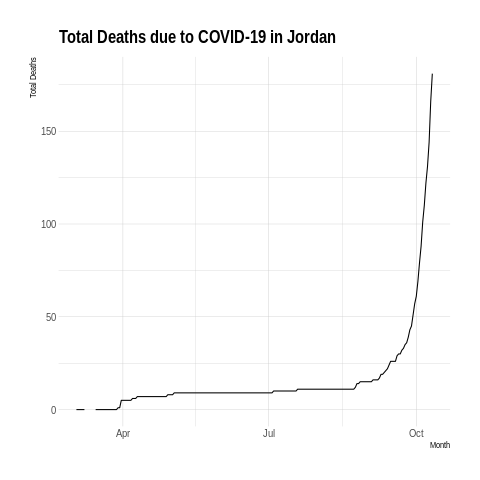 Total Deaths due to COVID-19 in Jordan
Total Deaths
150
100
50
0
Apr
Jul
Oct
Month